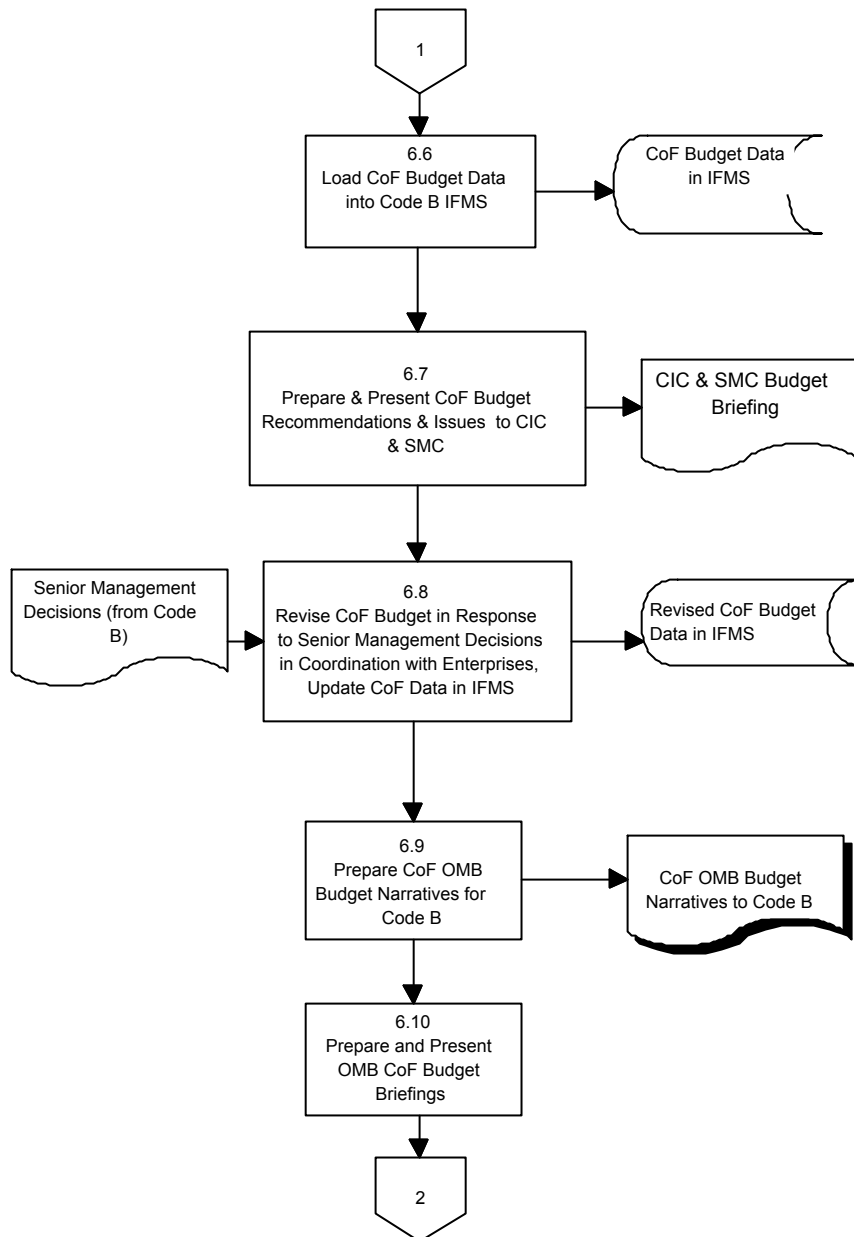 1
6.6
Load CoF Budget Data
into Code B IFMS
CoF Budget Data
in IFMS
6.7
Prepare & Present CoF Budget
Recommendations & Issues to CIC
& SMC
CIC & SMC Budget
Briefing
Senior Management
Decisions (from Code
B)
6.8
Revise CoF Budget in Response
to Senior Management Decisions
in Coordination with Enterprises,
Update CoF Data in IFMS
Revised CoF Budget
Data in IFMS
6.9
Prepare CoF OMB
Budget Narratives for
Code B
CoF OMB Budget
Narratives to Code B
6.10
Prepare and Present
OMB CoF Budget
Briefings
2